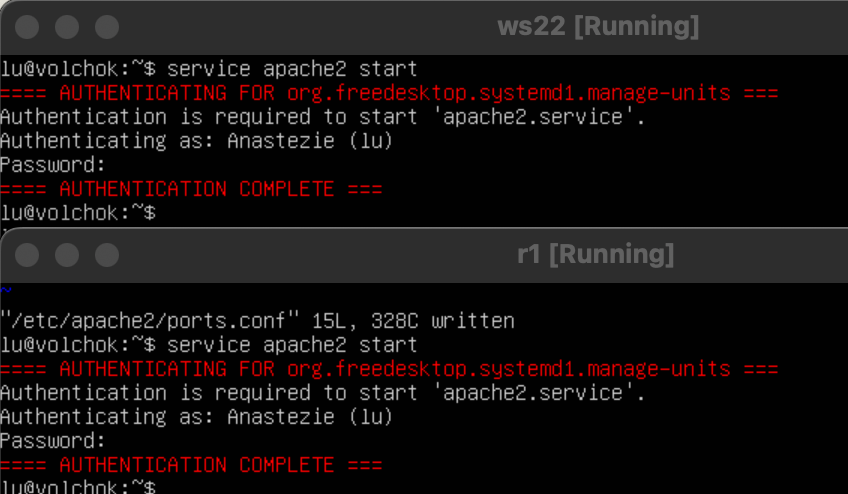 ws22 [Running]
lu@volchok:~$ service apache2 start
==== AUTHENTICATING FOR org.freedesktop.systemd1.manage-units ===
Authentication is required to start 'apache2.service'.
Authenticating as: Anastezie (lu)
Password:
==== AUTHENTICATION COMPLETE ===
lu@volchok:~$
r1 [Running]
~
"/etc/apache2/ports.conf" 15L, 328C written
lu@volchok:~$ service apache2 start
==== AUTHENTICATING FOR org.freedesktop.systemd1.manage-units ===
Authentication is required to start 'apache2.service'.
Authenticating as: Anastezie (lu)
Password:
==== AUTHENTICATION COMPLETE ===
lu@volchok:~$